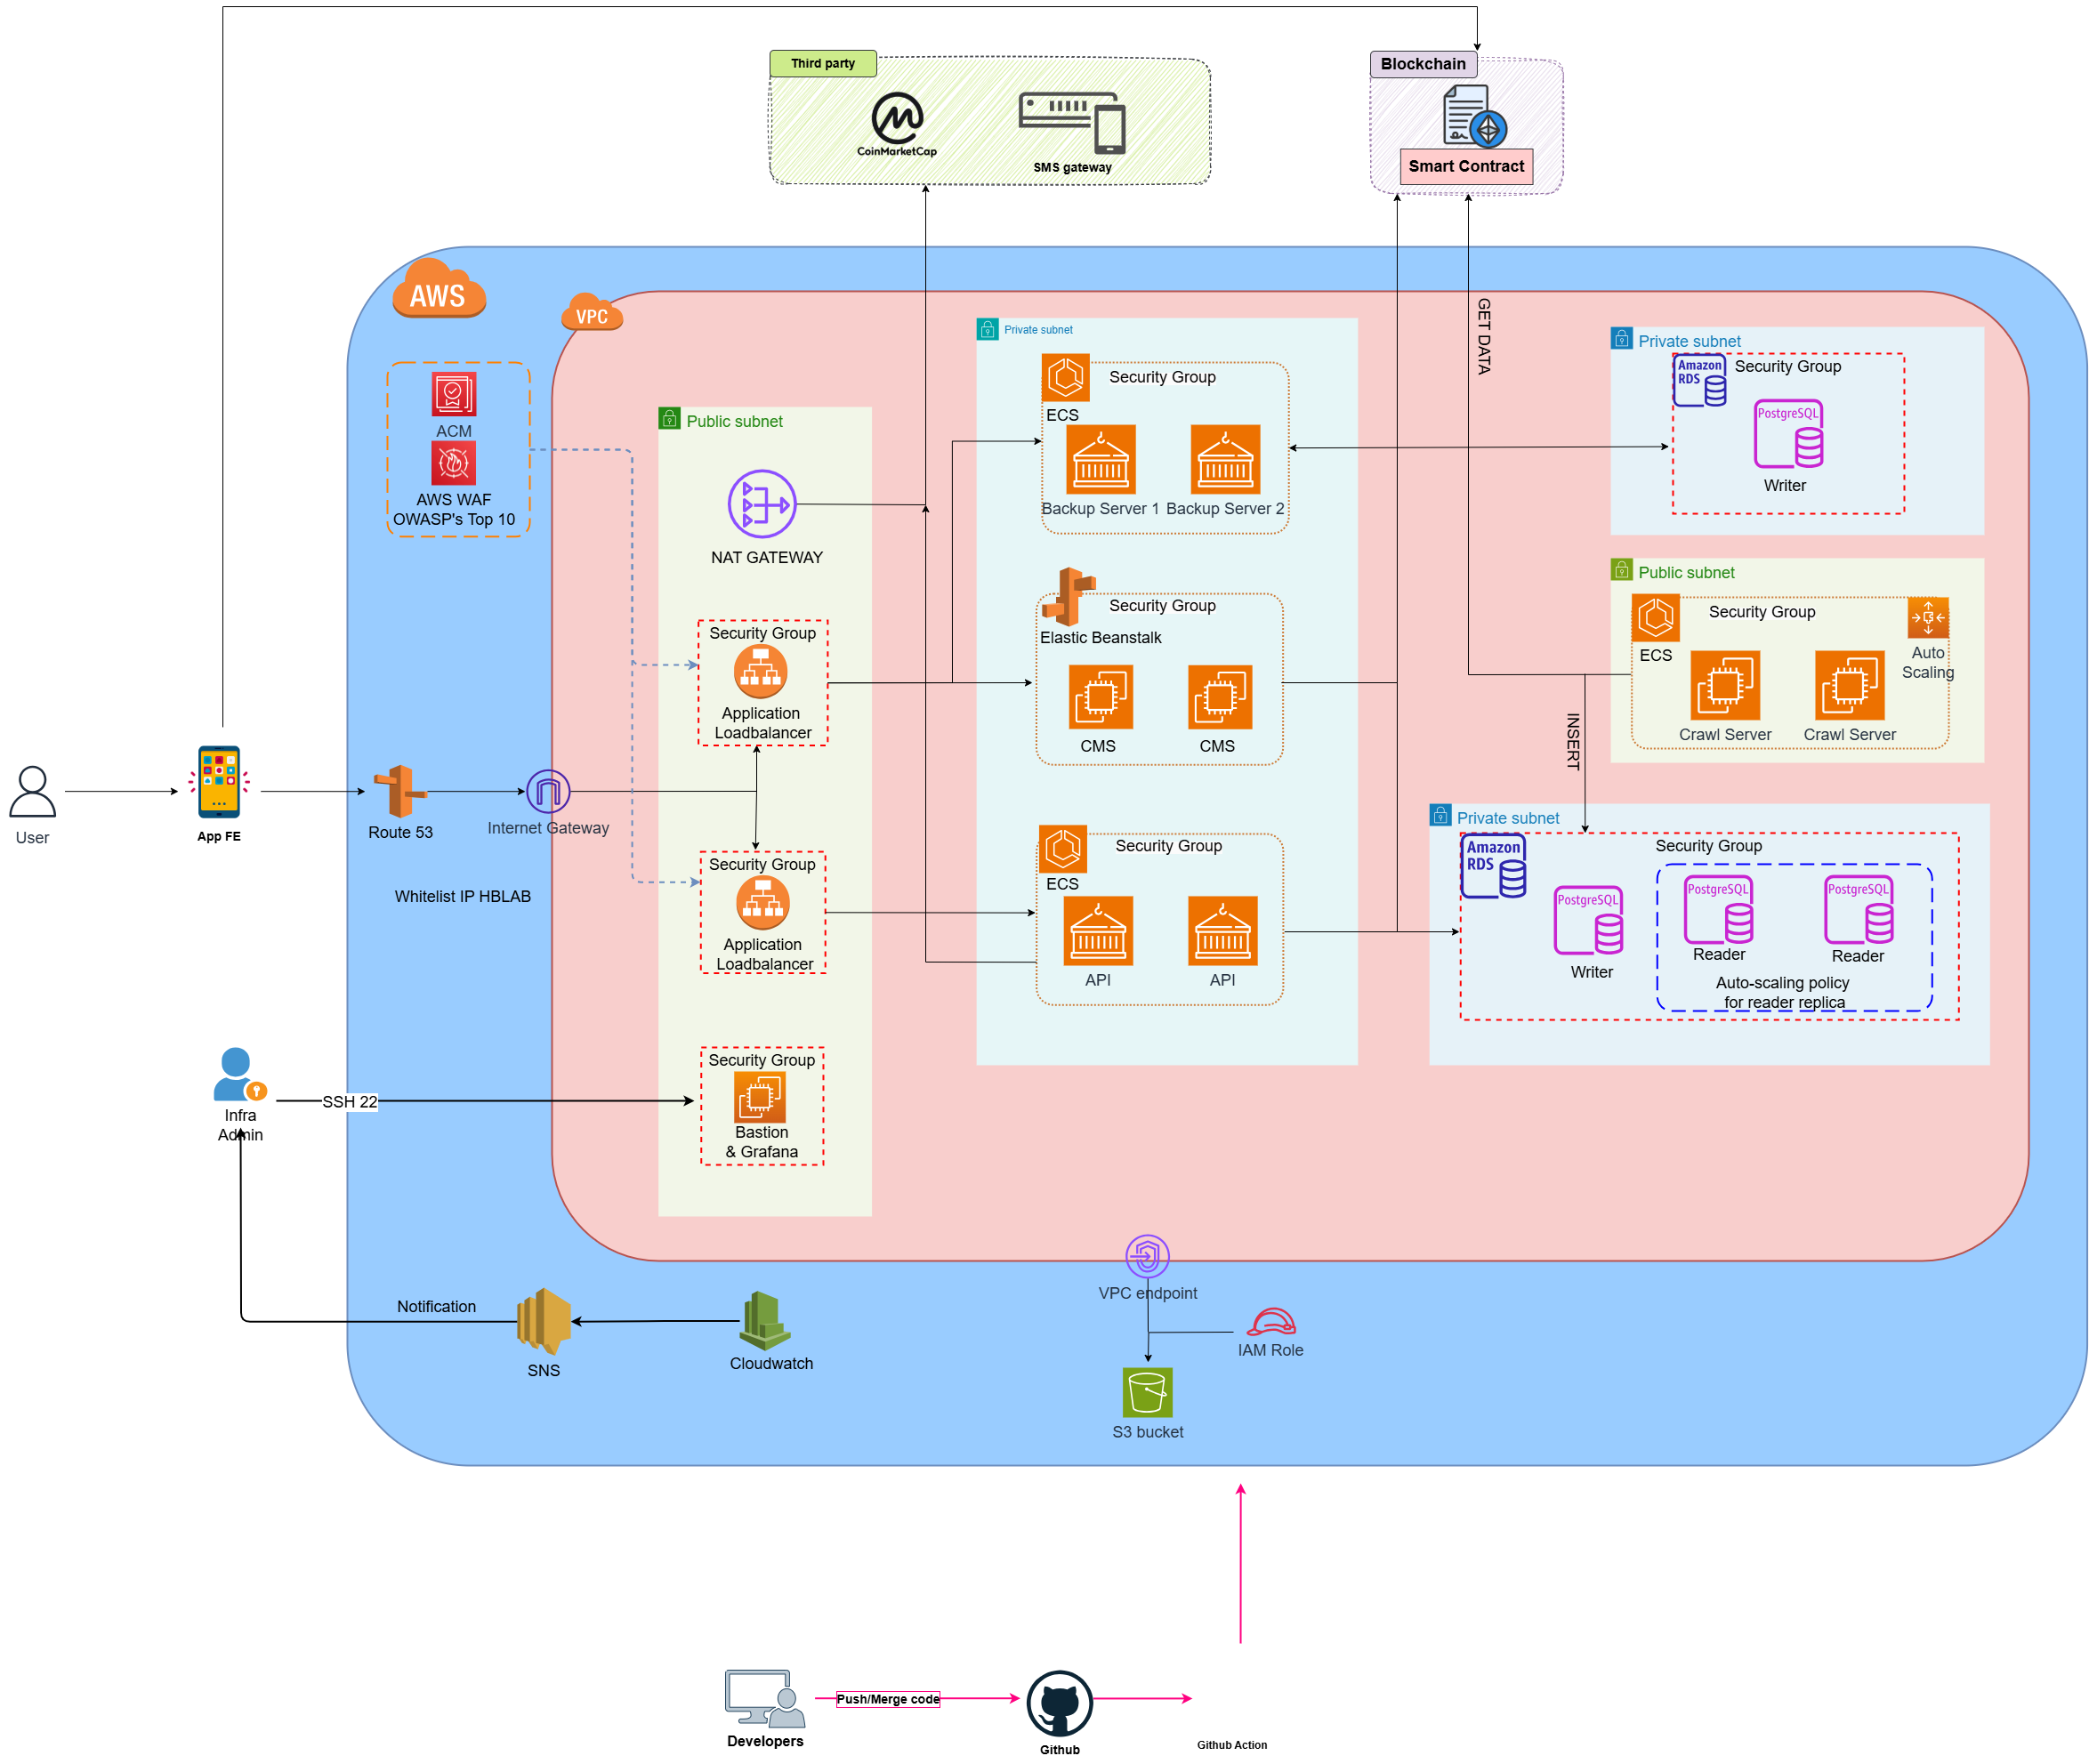 Third party
CoinMarketCap
SMS gateway
Blockchain
Smart Contract
AWS
VPC
ACM
AWS WAF
OWASP's Top 10
Public subnet
NAT GATEWAY
Security Group
Application
Loadbalancer
Security Group
Application
Loadbalancer
Security Group
Bastion
& Grafana
Private subnet
Security Group
ECS
Backup Server 1
Backup Server 2
Security Group
Elastic Beanstalk
CMS
CMS
Security Group
ECS
API
API
GET DATA
Private subnet
Amazon
RDS
Security Group
PostgreSQL
Writer
Public subnet
Security Group
ECS
Auto
Scaling
Crawl Server
Crawl Server
INSERT
Private subnet
Amazon
RDS
Security Group
PostgreSQL
Writer
PostgreSQL
Reader
PostgreSQL
Reader
Auto-scaling policy
for reader replica
User
App FE
Route 53
Internet Gateway
Whitelist IP HBLAB
Infra
Admin
SSH 22
Notification
SNS
Cloudwatch
VPC endpoint
IAM Role
S3 bucket
Developers
Push/Merge code
Github
Github Action